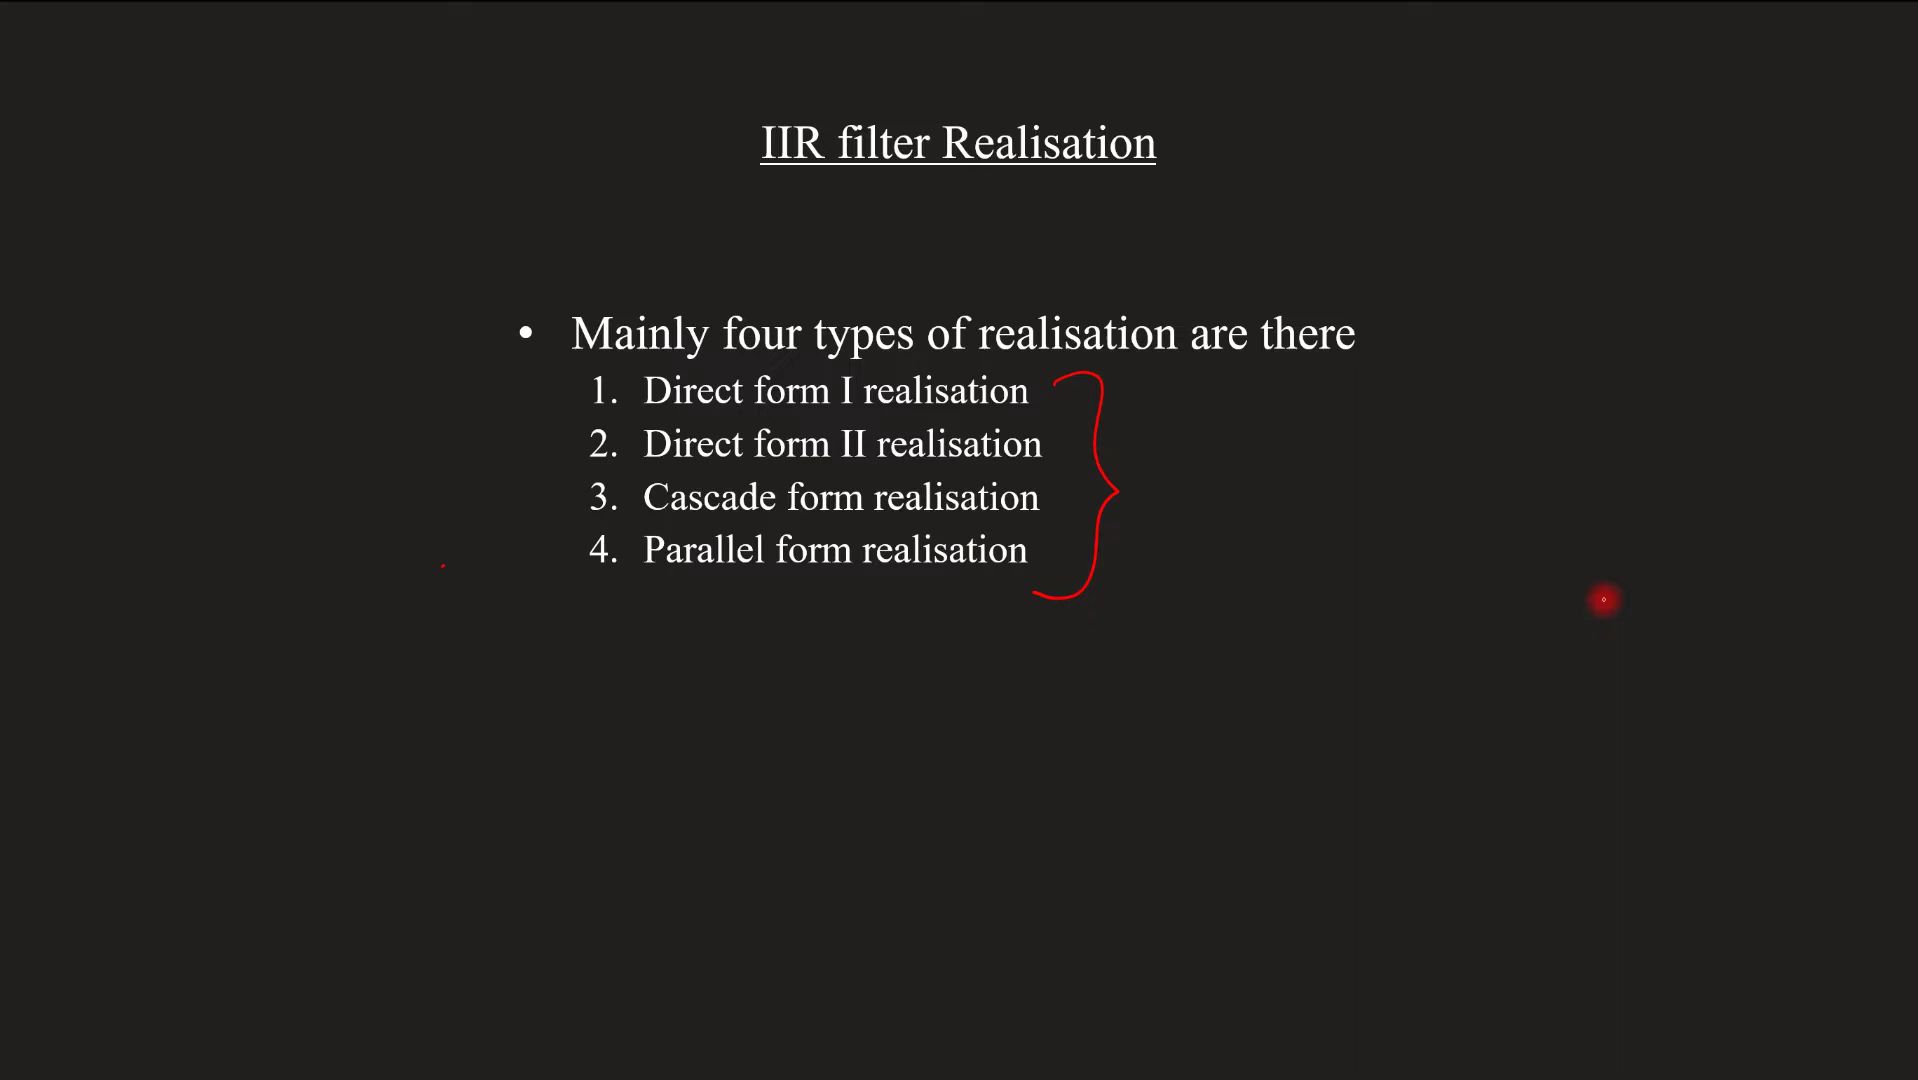 IIR filter Realisation
• Mainly four types of realisation are there
1. Direct form I realisation
2. Direct form II realisation
3. Cascade form realisation
4. Parallel form realisation